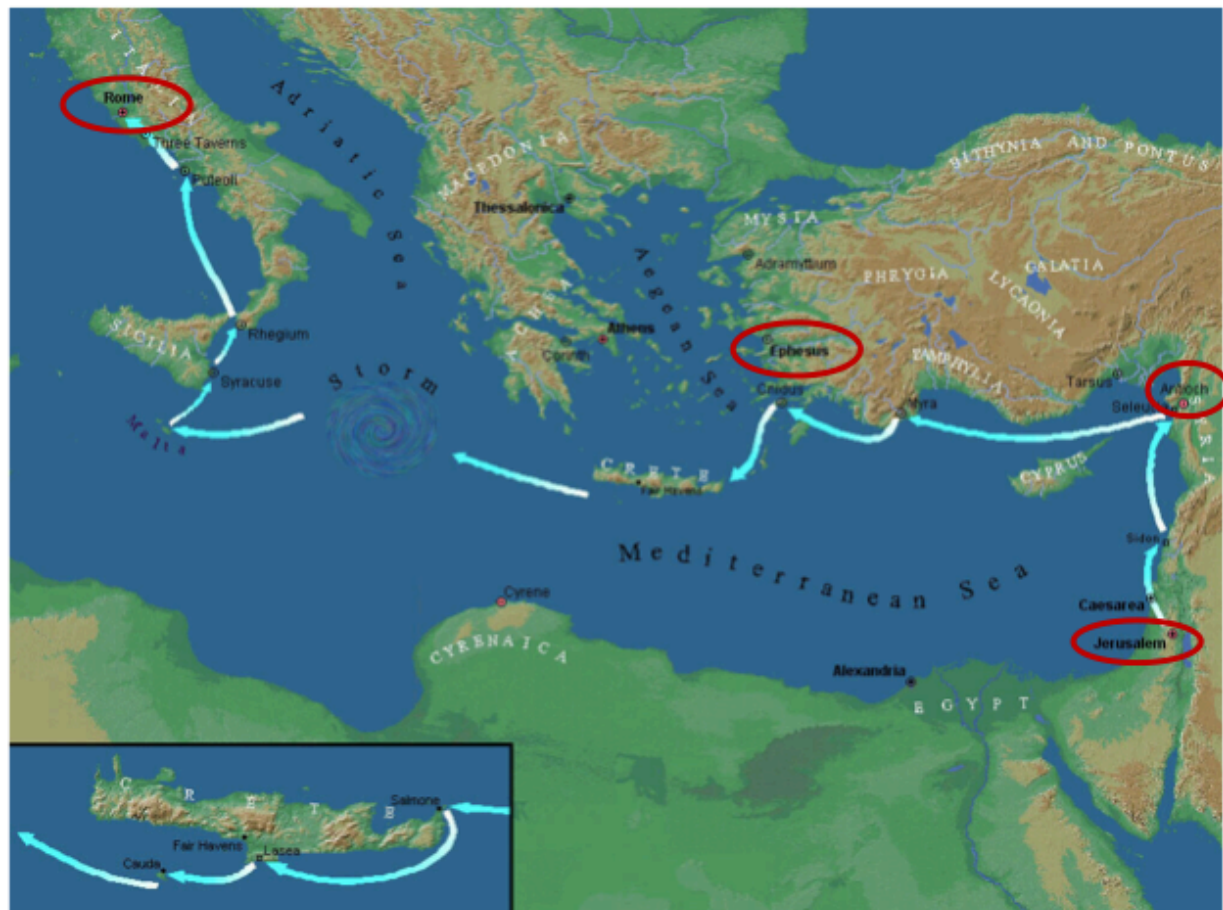 ITALIA
Rome
Three Taverns
Puteoli
Adriatic Sea
MACEDONIA
Thessalonica
BITHYNIA AND PONTUS
MYSIA
Adramyttium
PHRYGIA
GALATIA
LYCAONIA
Aegean Sea
ACHIA
Athens
Corinth
Ephesus
Cnidus
PAMPHYLIA
Myra
Tarsus
Antioch
SYRIA
CYPRUS
SICILIA
Rhegium
Syracuse
Malta
Storm
CRETE
Fair Havens
Mediterranean Sea
Sidon
Caesarea
Jerusalem
Cyrene
CYRENAICA
Alexandria
EGYPT
CRETE
Salmone
Fair Havens
Lasea
Cauda